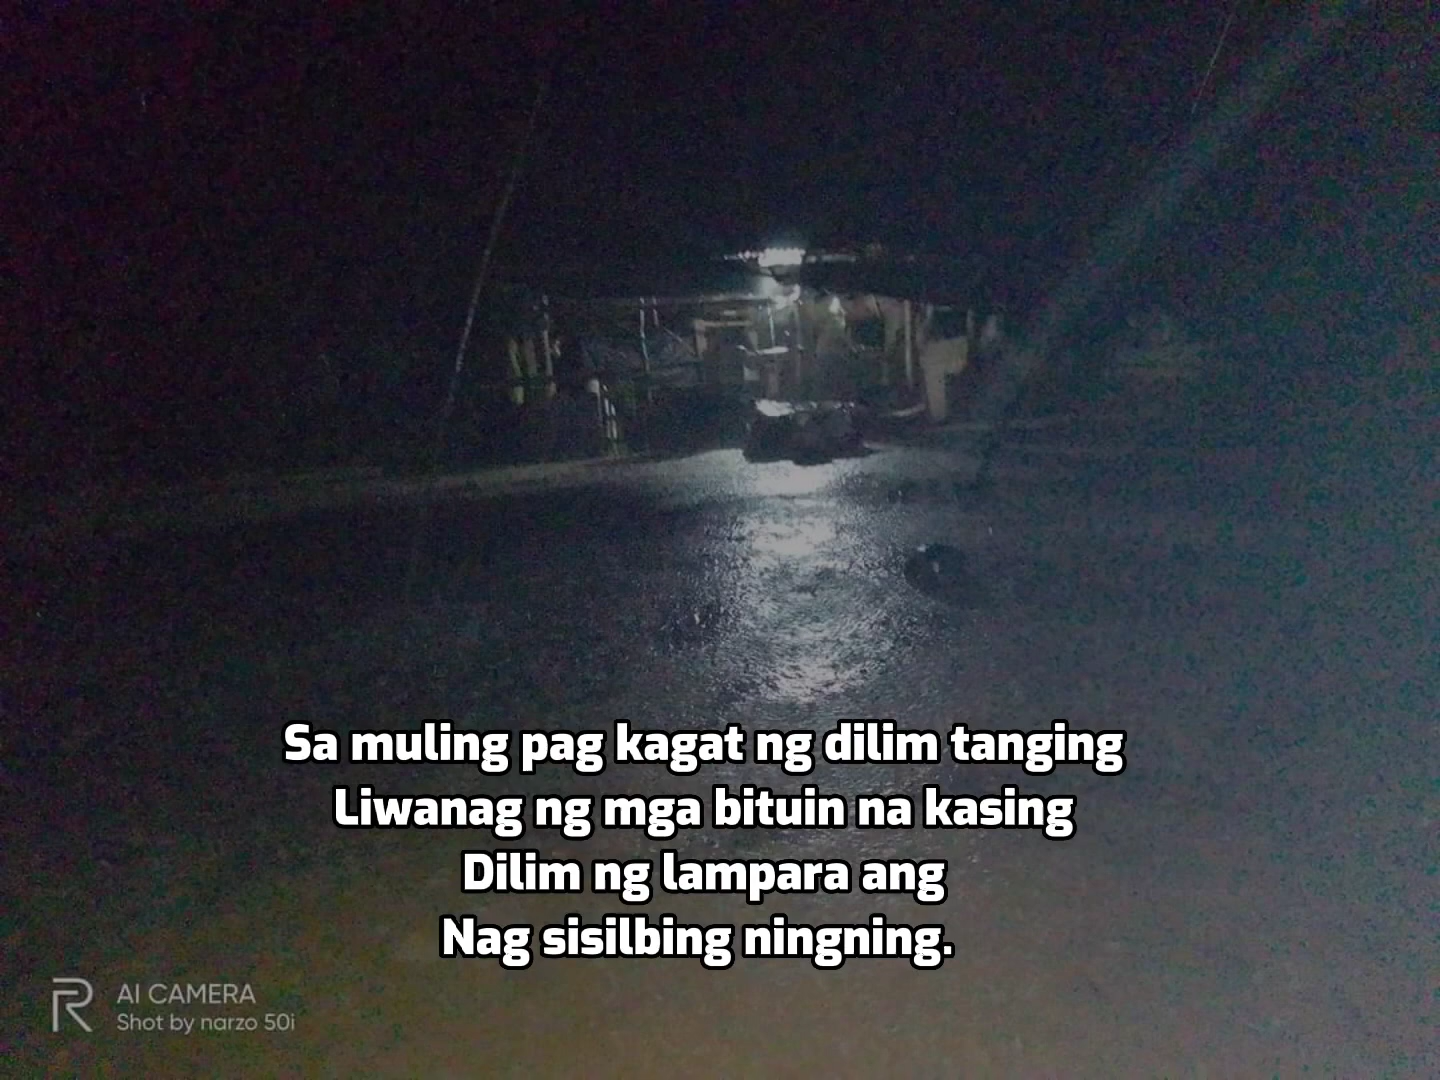 Sa muling pag kagat ng dilim tanging
Liwanag ng mga bituin na kasing
Dilim ng lampara ang
Nag sisilbing ningning.
AI CAMERA
Shot by narzo 50i